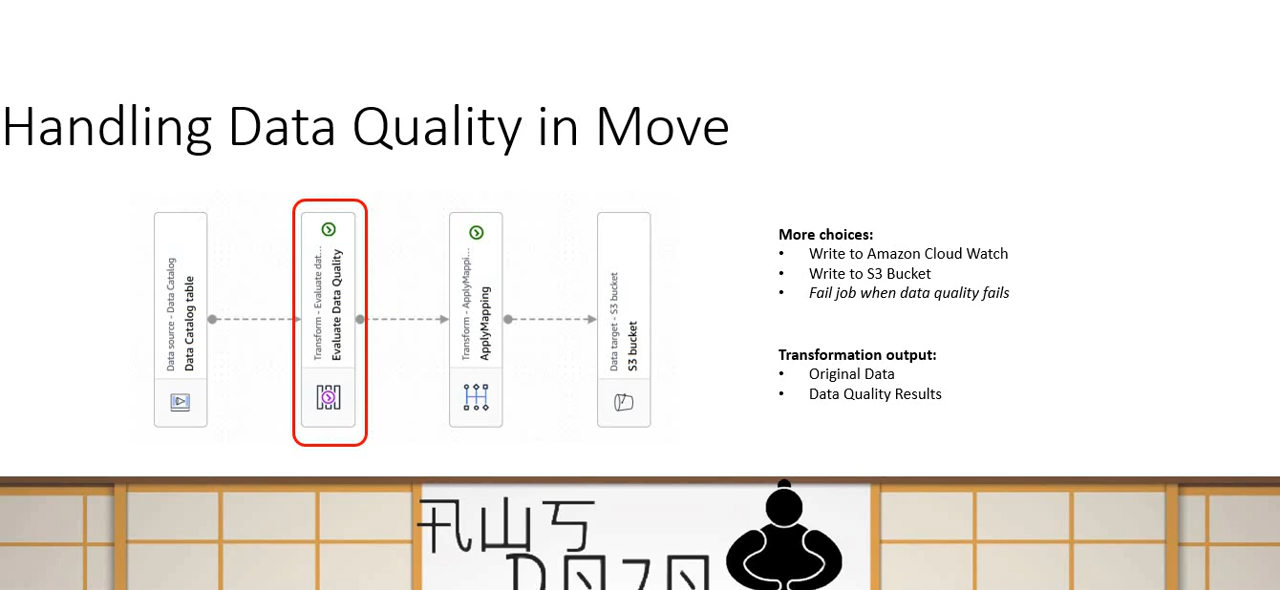 Handling Data Quality in Move
Data source - Data Catalog
Data Catalog table
Transform - Evaluate dat...
Evaluate Data Quality
Transform - ApplyMappi...
ApplyMapping
Data target - S3 bucket
S3 bucket
More choices:
• Write to Amazon Cloud Watch
• Write to S3 Bucket
• Fail job when data quality fails
Transformation output:
• Original Data
• Data Quality Results